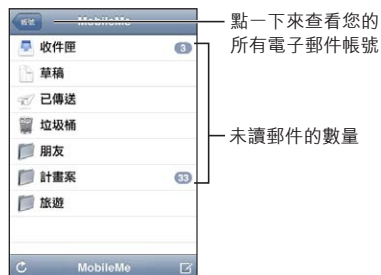 帳號
MobileMe
點一下來查看您的
所有電子郵件帳號
收件匣
3
草稿
已傳送
垃圾桶
未讀郵件的數量
朋友
計畫案
33
旅遊
MobileMe